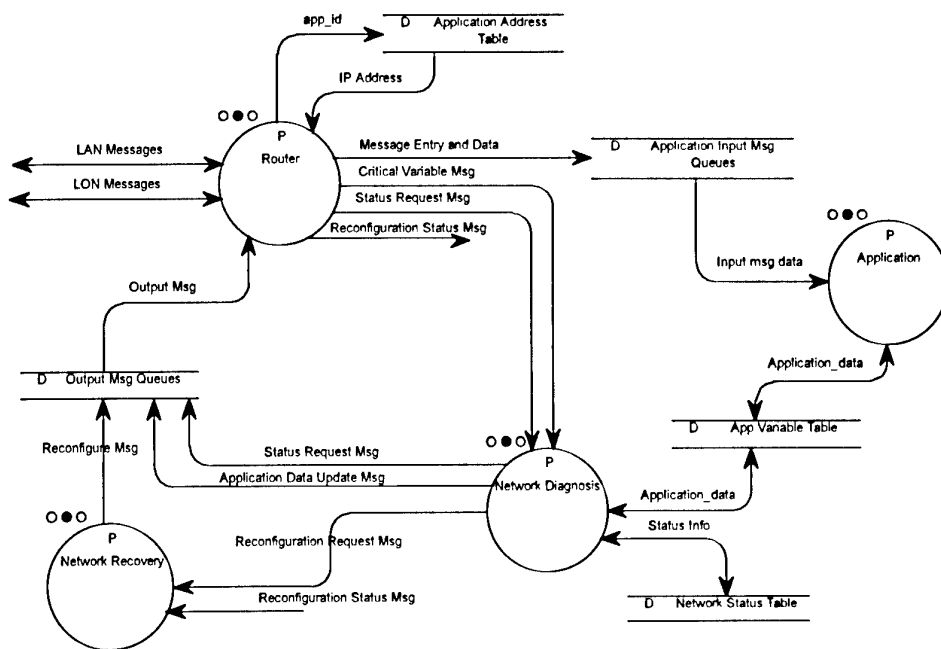 app_id
D Application Address
Table
IP Address
P
Router
LAN Messages
LON Messages
Message Entry and Data
Critical Variable Msg
Status Request Msg
Reconfiguration Status Msg
D Application Input Msg
Queues
P
Application
Input msg data
Output Msg
D Output Msg Queues
Application_data
D App Variable Table
Reconfigure Msg
Status Request Msg
Application Data Update Msg
P
Network Diagnosis
Application_data
Status Info
P
Network Recovery
Reconfiguration Request Msg
Reconfiguration Status Msg
D Network Status Table